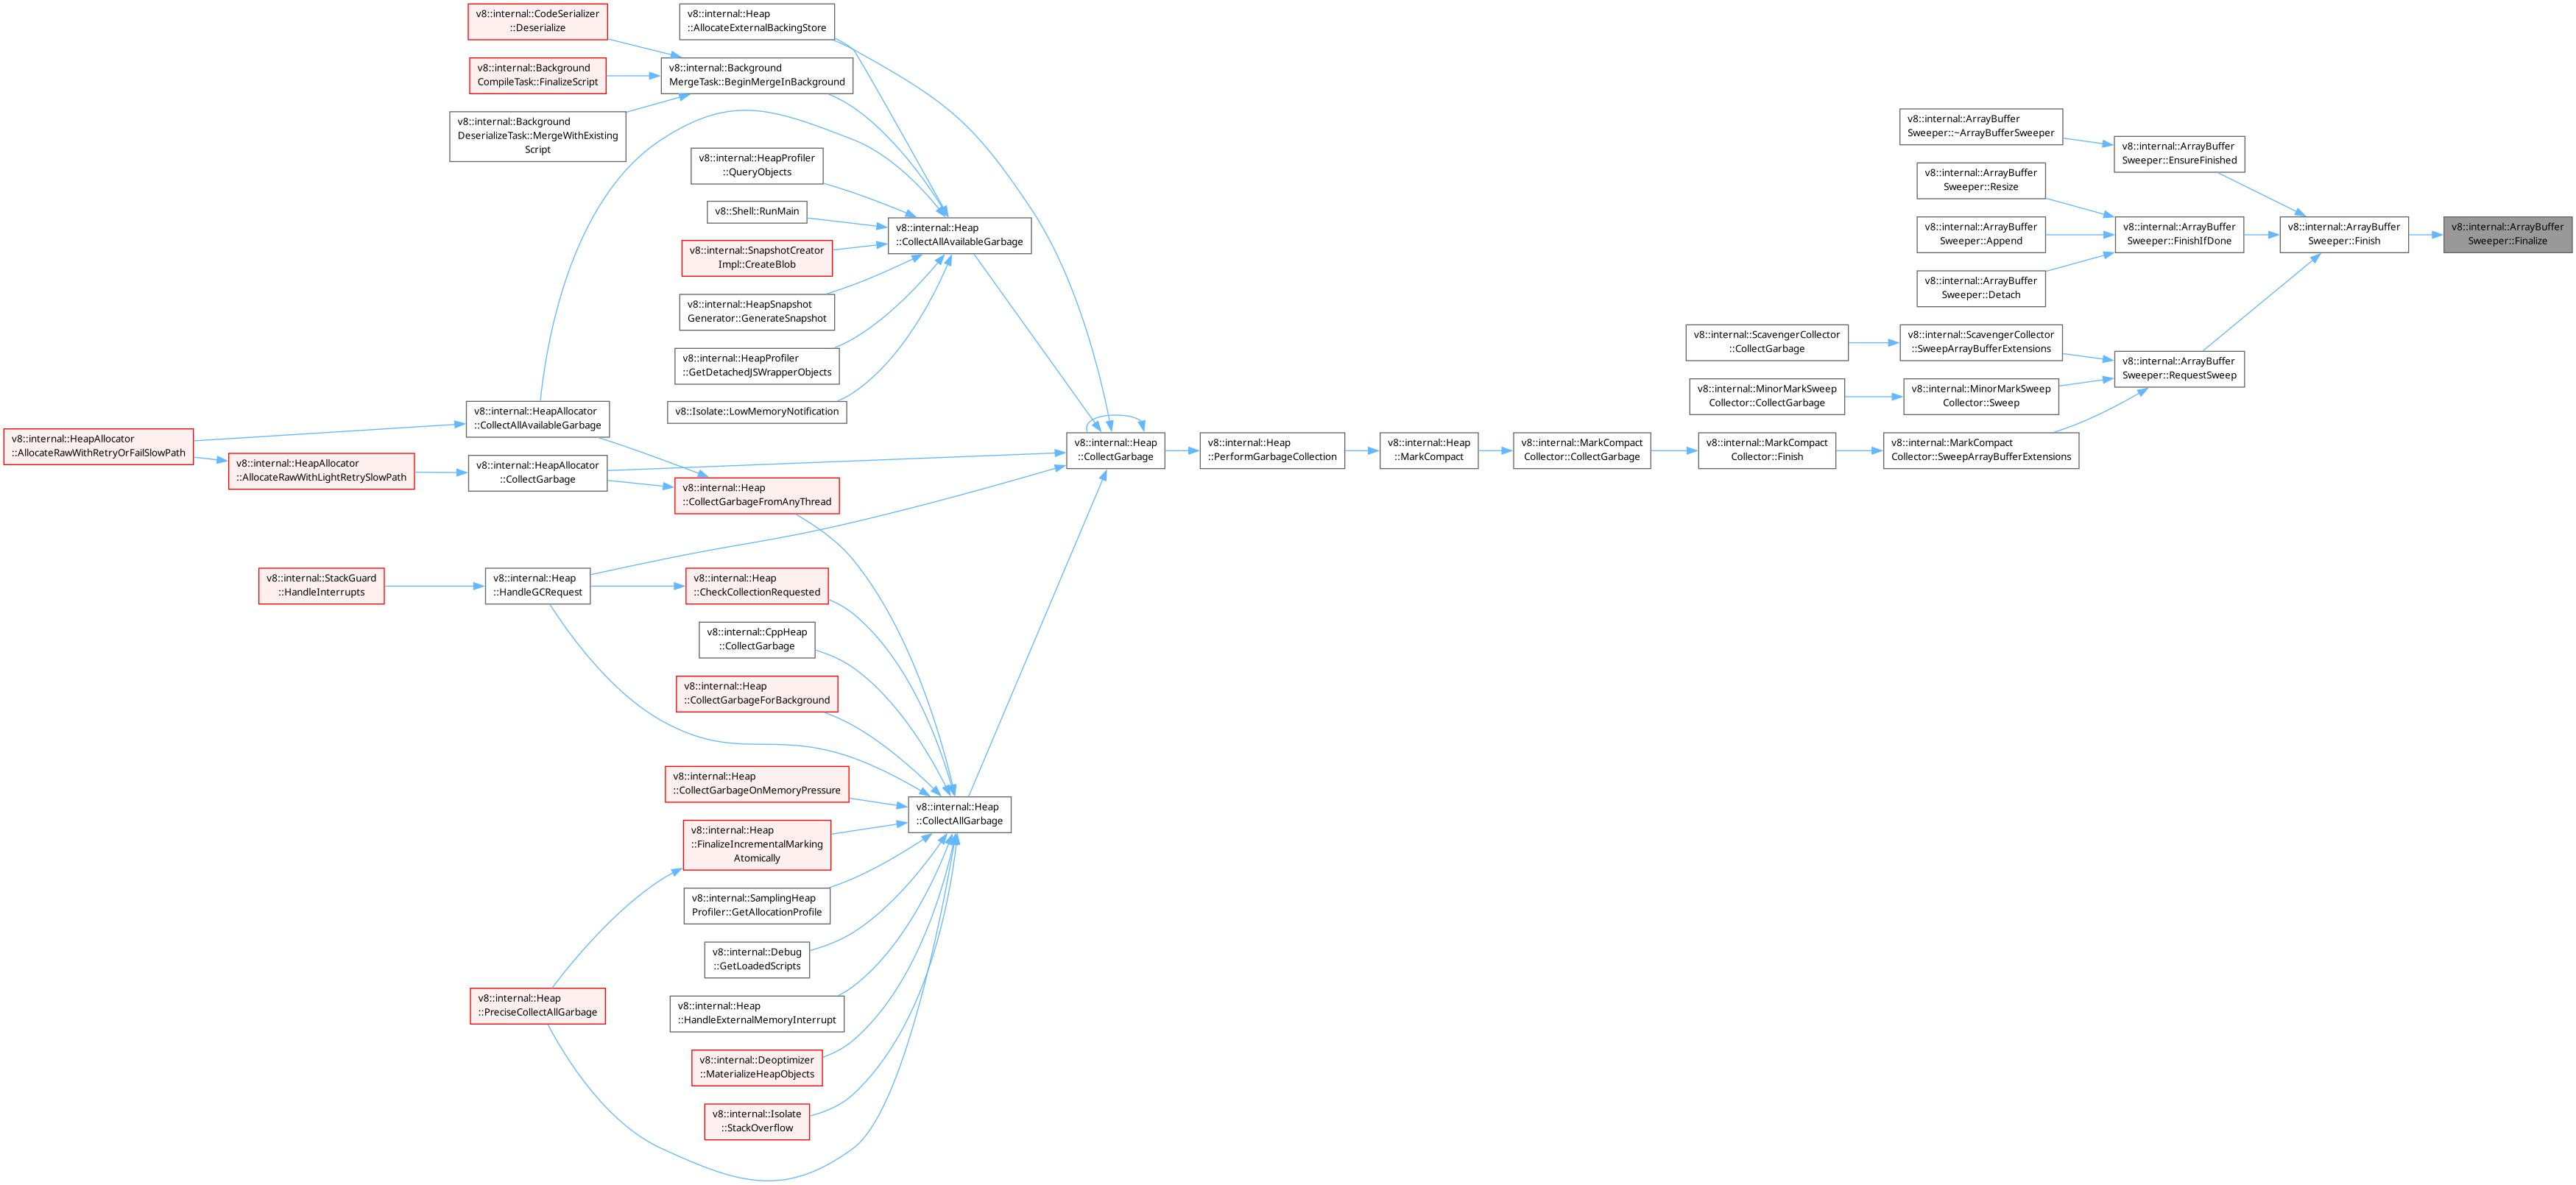 v8::internal::CodeSerializer
::Deserialize
v8::internal::Heap
::AllocateExternalBackingStore
v8::internal::Background
CompileTask::FinalizeScript
v8::internal::Background
MergeTask::BeginMergeInBackground
v8::internal::Background
DeserializeTask::MergeWithExisting
Script
v8::internal::HeapProfiler
::QueryObjects
v8::Shell::RunMain
v8::internal::SnapshotCreator
Impl::CreateBlob
v8::internal::HeapSnapshot
Generator::GenerateSnapshot
v8::internal::HeapProfiler
::GetDetachedJSWrapperObjects
v8::Isolate::LowMemoryNotification
v8::internal::Heap
::CollectAllAvailableGarbage
v8::internal::HeapAllocator
::CollectAllAvailableGarbage
v8::internal::HeapAllocator
::AllocateRawWithRetryOrFailSlowPath
v8::internal::HeapAllocator
::AllocateRawWithLightRetrySlowPath
v8::internal::HeapAllocator
::CollectGarbage
v8::internal::Heap
::CollectGarbageFromAnyThread
v8::internal::StackGuard
::HandleInterrupts
v8::internal::Heap
::HandleGCRequest
v8::internal::Heap
::CheckCollectionRequested
v8::internal::CppHeap
::CollectGarbage
v8::internal::Heap
::CollectGarbageForBackground
v8::internal::Heap
::CollectGarbageOnMemoryPressure
v8::internal::Heap
::FinalizeIncrementalMarking
Atomically
v8::internal::SamplingHeap
Profiler::GetAllocationProfile
v8::internal::Debug
::GetLoadedScripts
v8::internal::Heap
::PreciseCollectAllGarbage
v8::internal::Heap
::HandleExternalMemoryInterrupt
v8::internal::Deoptimizer
::MaterializeHeapObjects
v8::internal::Isolate
::StackOverflow
v8::internal::Heap
::CollectAllGarbage
v8::internal::Heap
::CollectGarbage
v8::internal::Heap
::PerformGarbageCollection
v8::internal::Heap
::MarkCompact
v8::internal::MarkCompact
Collector::CollectGarbage
v8::internal::MarkCompact
Collector::Finish
v8::internal::MarkCompact
Collector::SweepArrayBufferExtensions
v8::internal::ScavengerCollector
::CollectGarbage
v8::internal::ScavengerCollector
::SweepArrayBufferExtensions
v8::internal::MinorMarkSweep
Collector::CollectGarbage
v8::internal::MinorMarkSweep
Collector::Sweep
v8::internal::ArrayBuffer
Sweeper::RequestSweep
v8::internal::ArrayBuffer
Sweeper::~ArrayBufferSweeper
v8::internal::ArrayBuffer
Sweeper::EnsureFinished
v8::internal::ArrayBuffer
Sweeper::Resize
v8::internal::ArrayBuffer
Sweeper::Append
v8::internal::ArrayBuffer
Sweeper::Detach
v8::internal::ArrayBuffer
Sweeper::FinishIfDone
v8::internal::ArrayBuffer
Sweeper::Finish
v8::internal::ArrayBuffer
Sweeper::Finalize